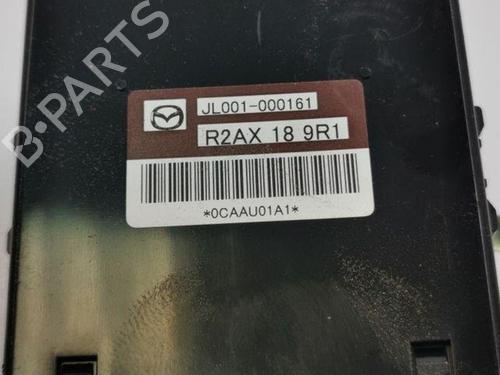 B-PARTS
JL001-000161
R2AX 18 9R1
*0CAAU01A1*